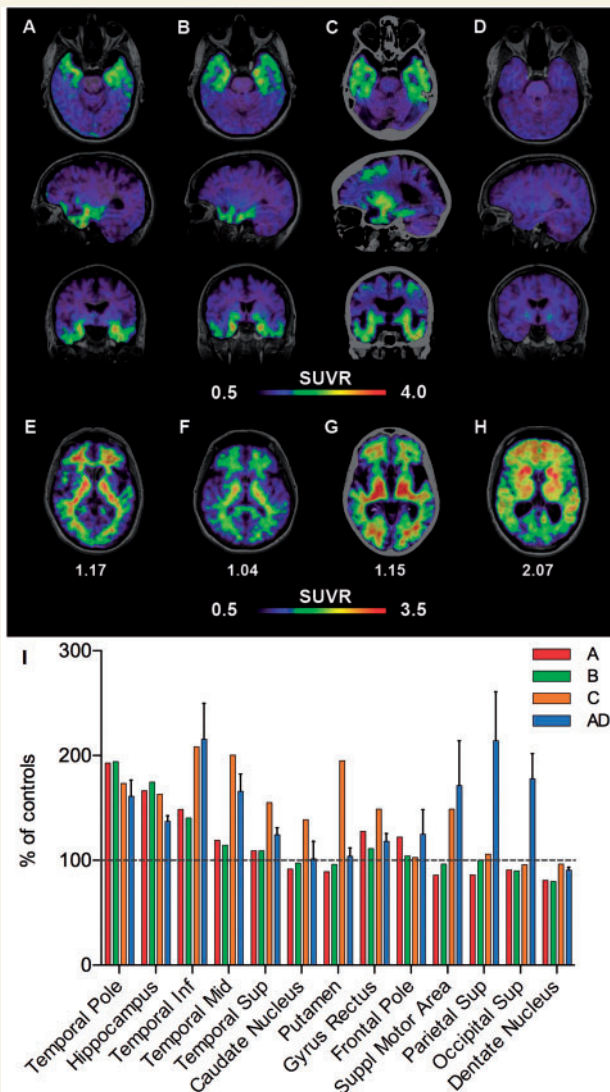 A B C D
SUVR
0.5 4.0
E F G H
1.17 1.04 1.15 2.07
SUVR
0.5 3.5
I
300
200
100
0
% of controls
A
B
C
AD
Temporal Pole
Hippocampus
Temporal Inf
Temporal Mid
Temporal Sup
Caudate Nucleus
Putamen
Gyrus Rectus
Frontal Pole
Suppl Motor Area
Parietal Sup
Occipital Sup
Dentate Nucleus